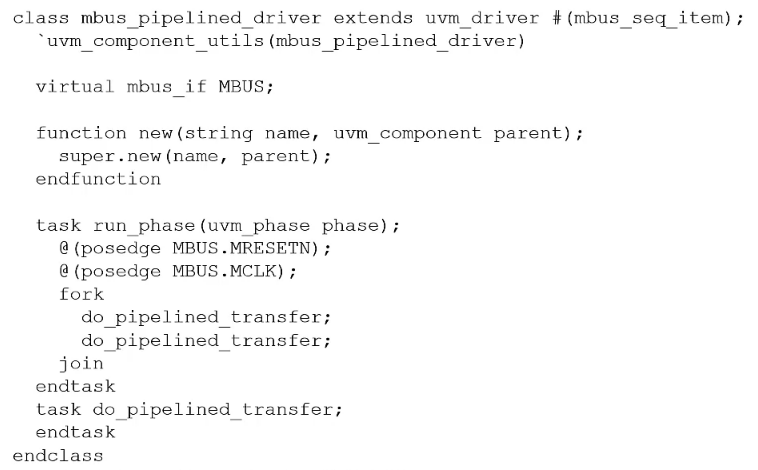 class mbus_pipelined_driver extends uvm_driver #(mbus_seq_item);
`uvm_component_utils(mbus_pipelined_driver)
virtual mbus_if MBUS;
function new(string name, uvm_component parent);
super.new(name, parent);
endfunction
task run_phase(uvm_phase phase);
@(posedge MBUS.MRESETN);
@(posedge MBUS.MCLK);
fork
do_pipelined_transfer;
do_pipelined_transfer;
join
endtask
task do_pipelined_transfer;
endtask
endclass